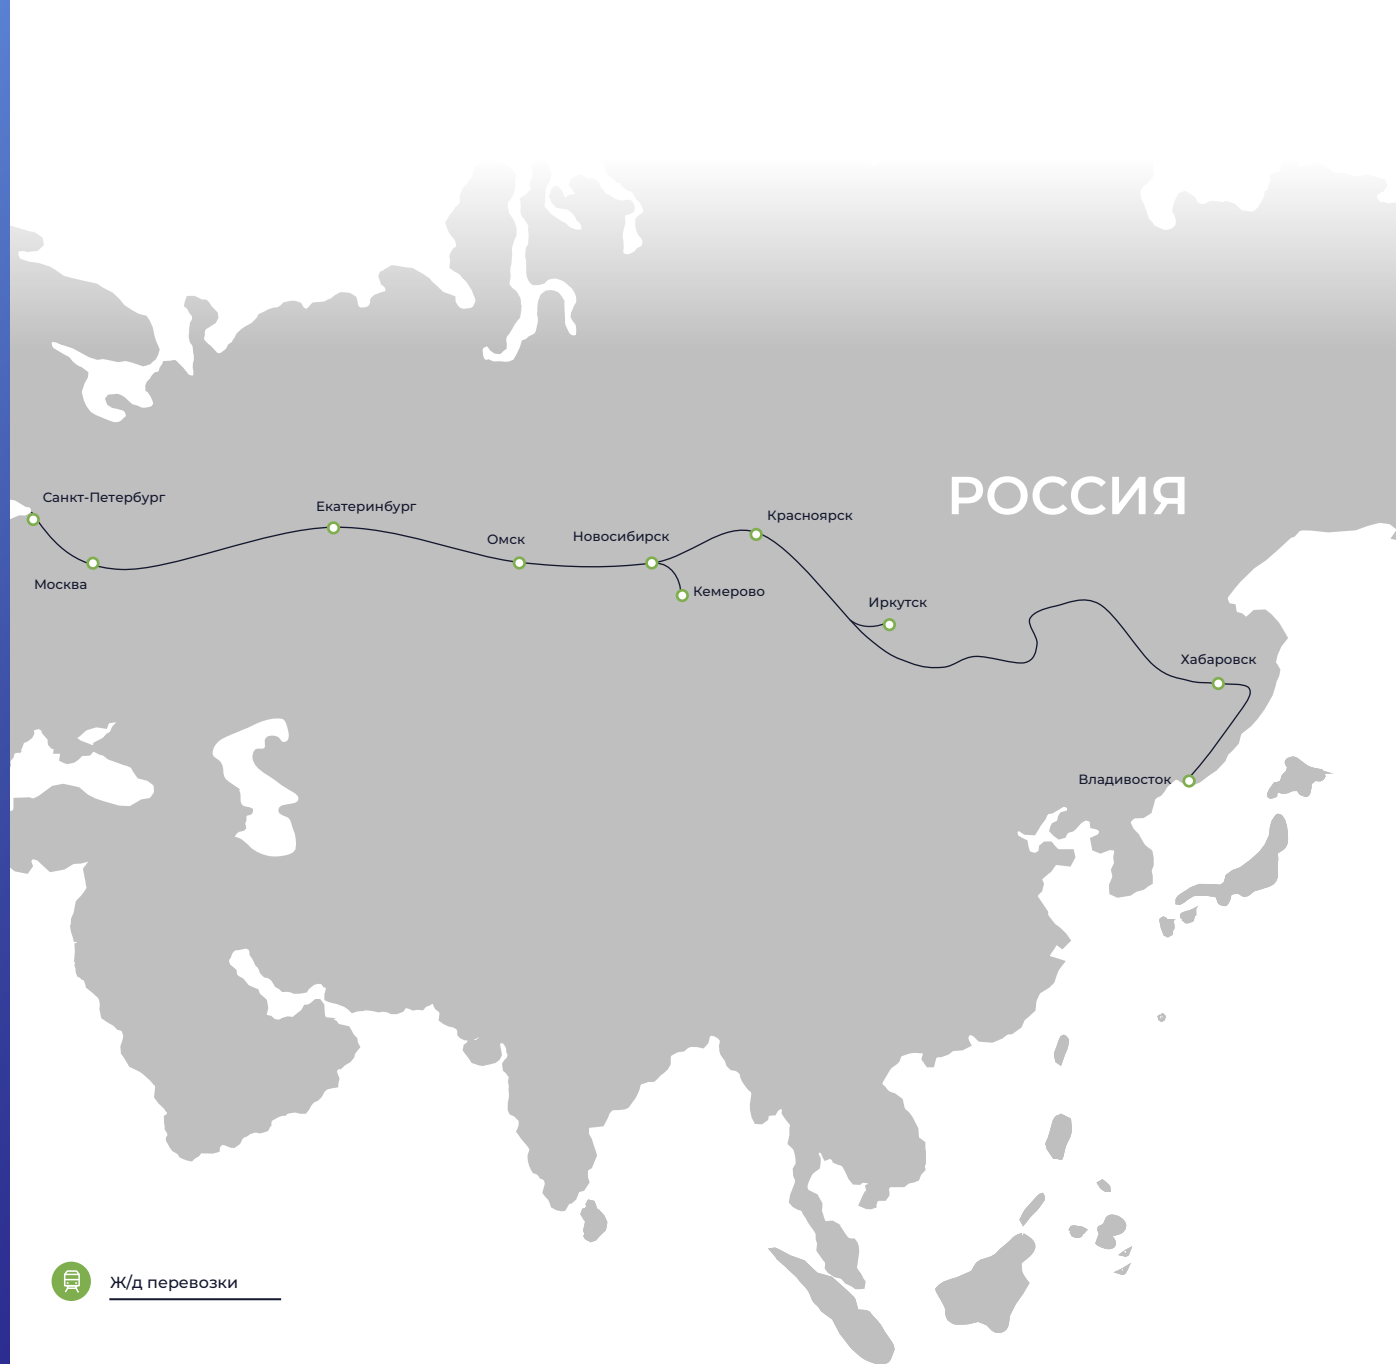 РОССИЯ
Санкт-Петербург
Екатеринбург
Красноярск
Омск
Новосибирск
Москва
Кемерово
Иркутск
Хабаровск
Владивосток
Ж/д перевозки